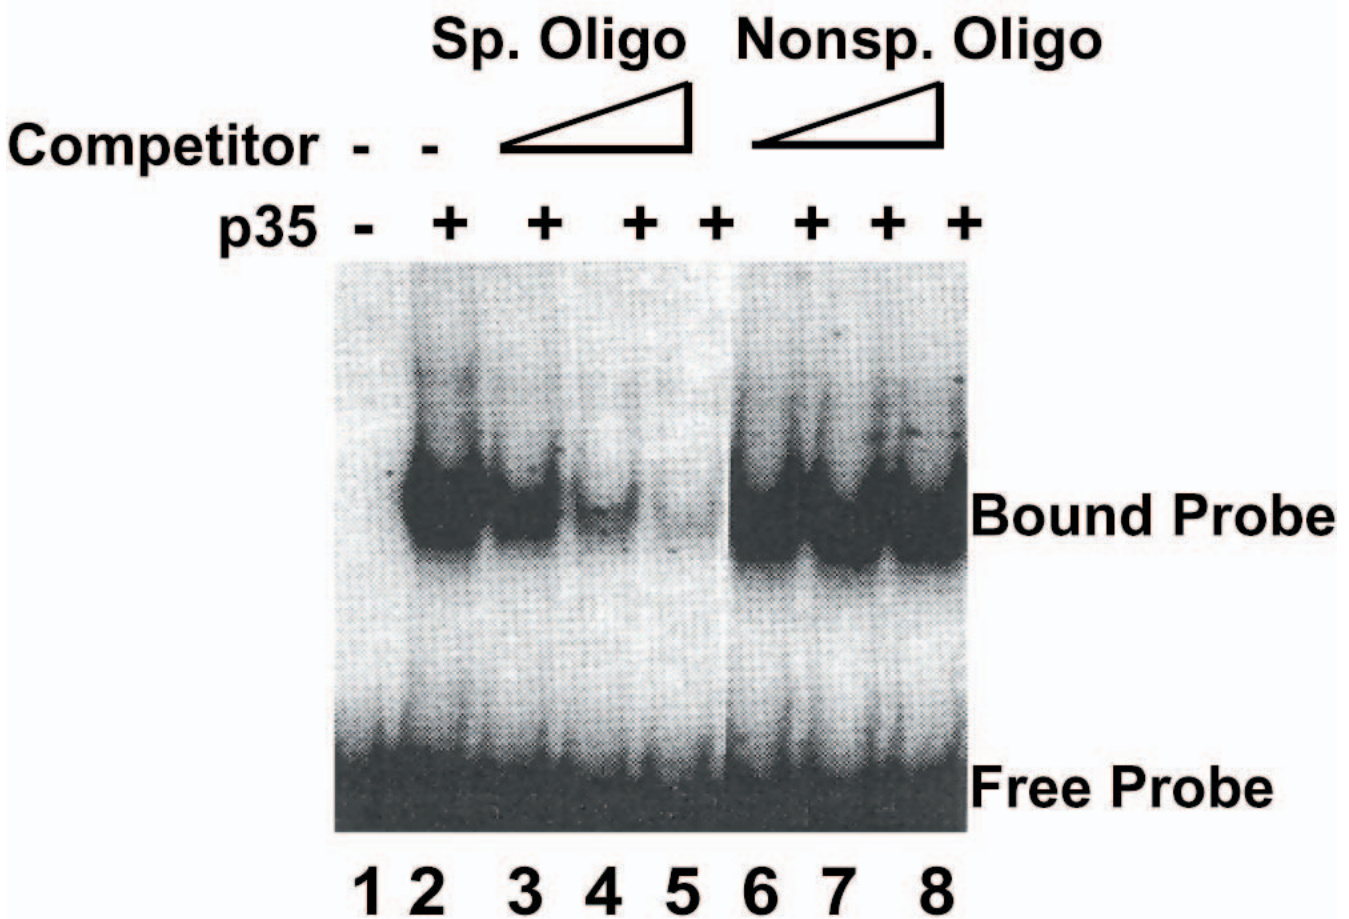 Sp. Oligo Nonsp. Oligo
Competitor - -
p35 - + + + + + + +
Bound Probe
Free Probe
1 2 3 4 5 6 7 8